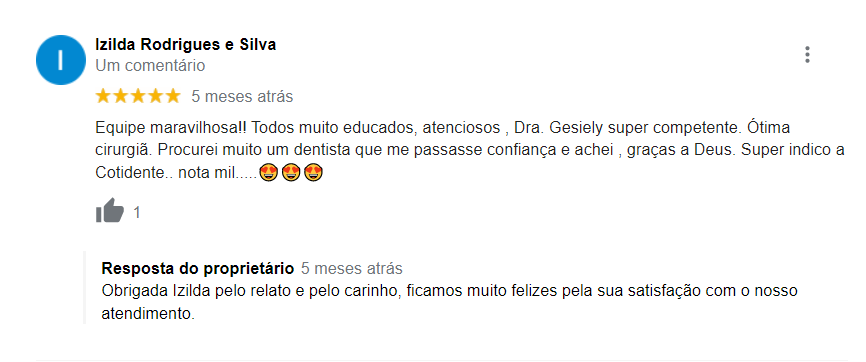 I
Izilda Rodrigues e Silva
Um comentário
5 meses atrás
Equipe maravilhosa!! Todos muito educados, atenciosos , Dra. Gesiely super competente. Ótima
cirurgiã. Procurei muito um dentista que me passasse confiança e achei , graças a Deus. Super indico a
Cotidente.. nota mil.....😍😍😍
1
Resposta do proprietário 5 meses atrás
Obrigada Izilda pelo relato e pelo carinho, ficamos muito felizes pela sua satisfação com o nosso
atendimento.